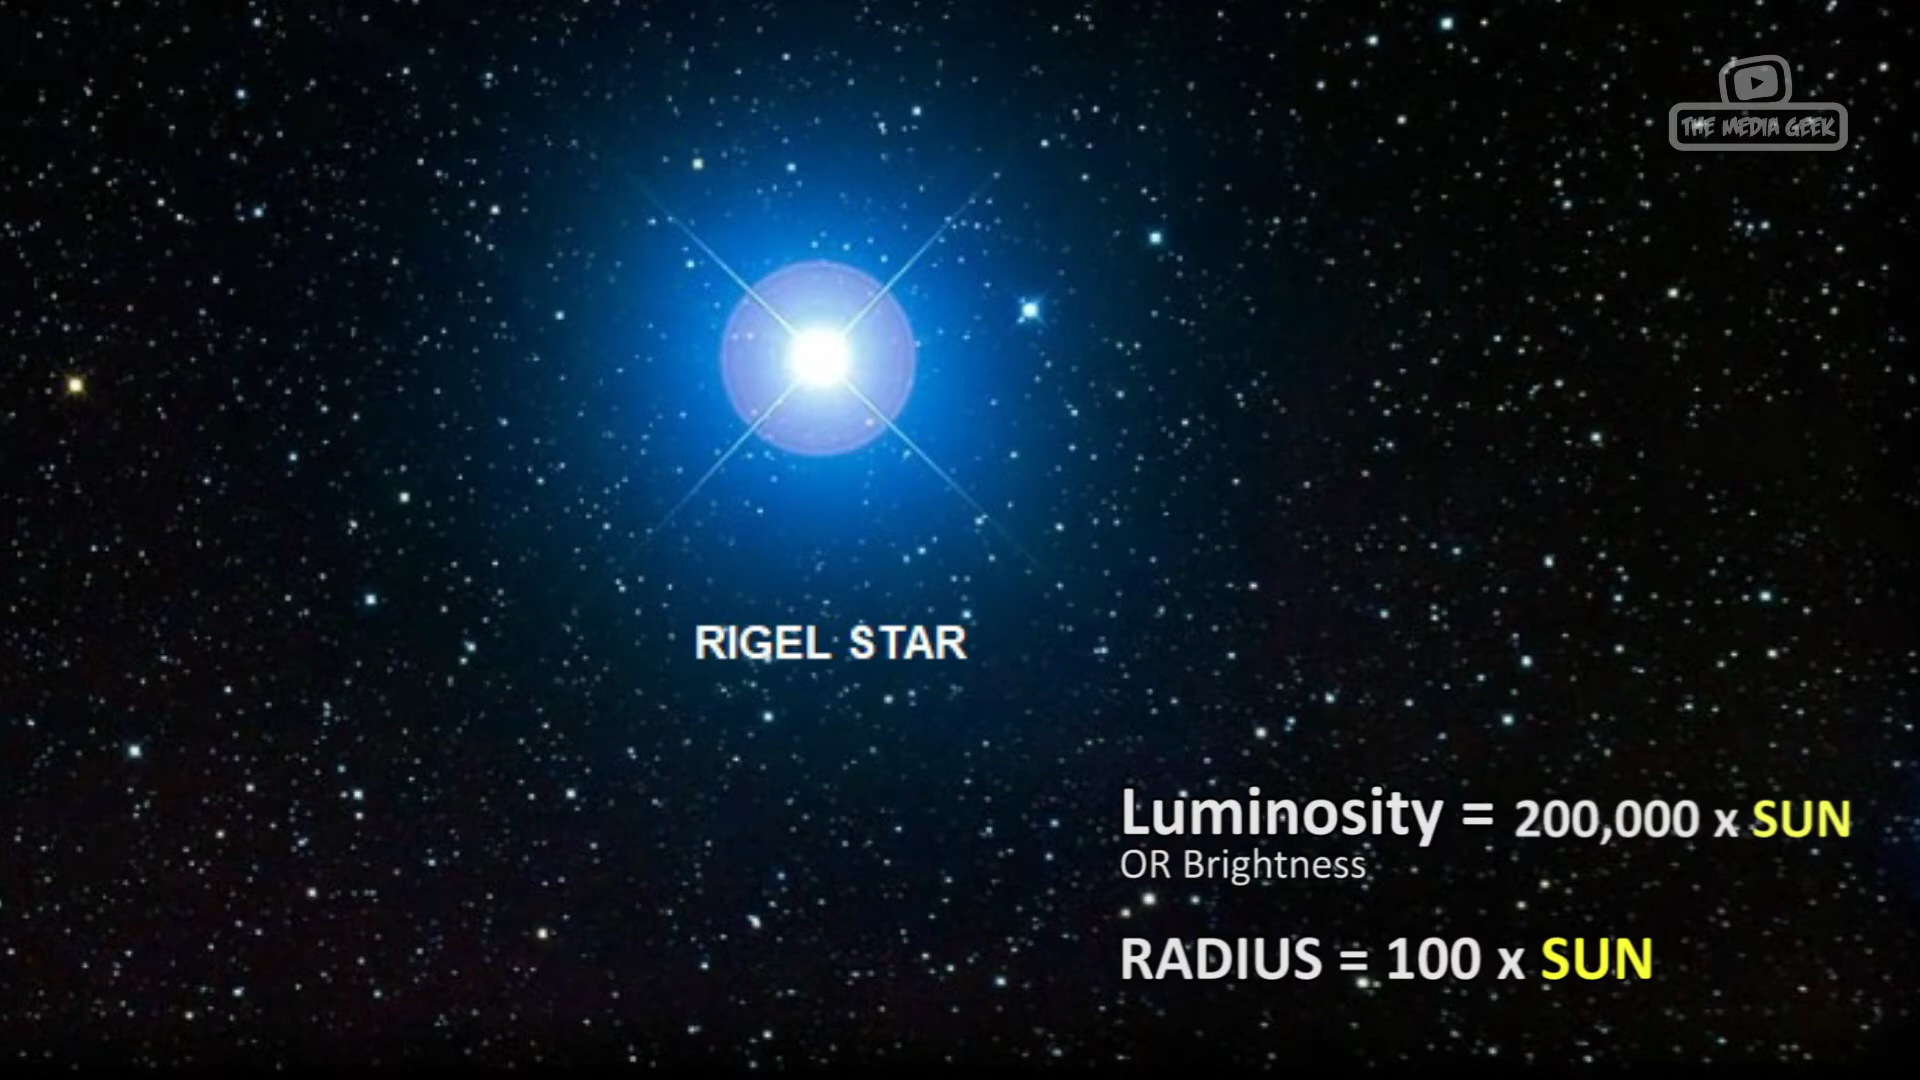 THE MEDIA GEEK
RIGEL STAR
Luminosity = 200,000 x SUN
OR Brightness
RADIUS = 100 x SUN